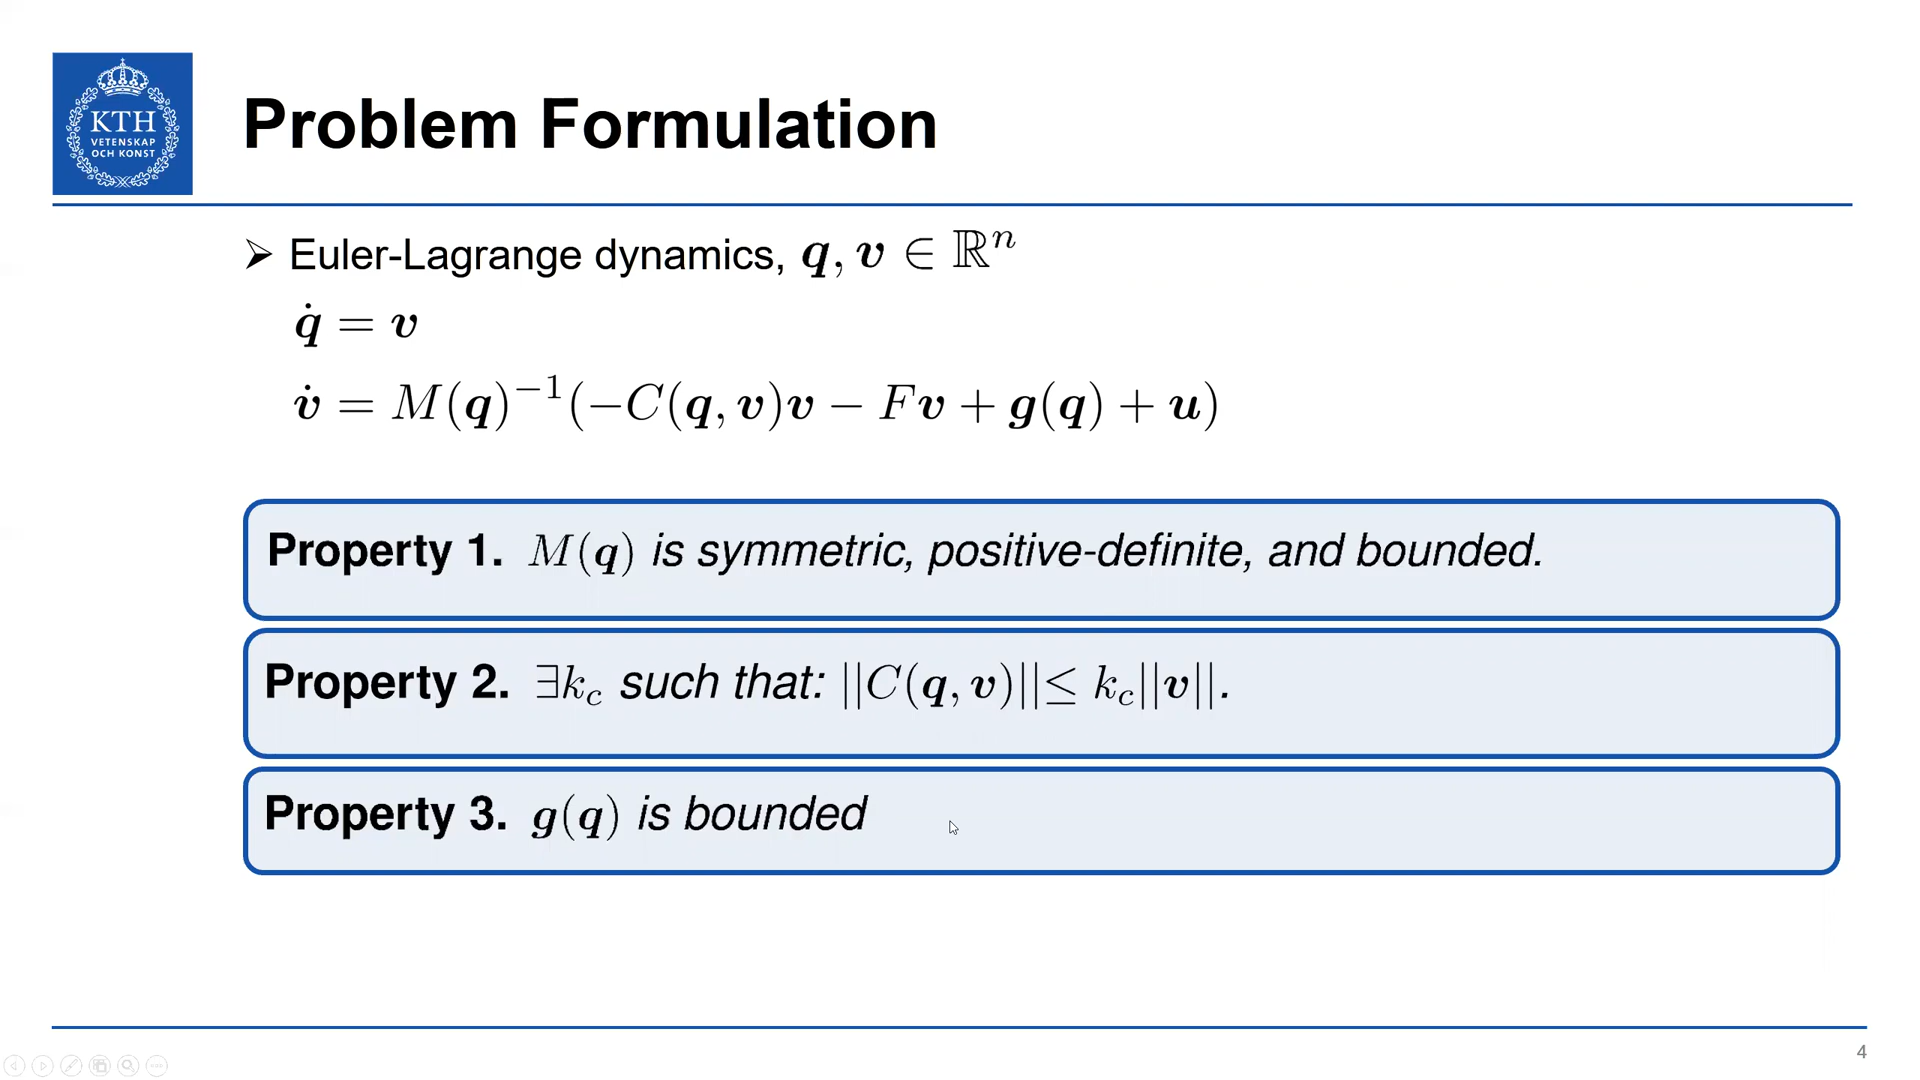 KTH
VETENSKAP
OCH KONST
Problem Formulation
➤ Euler-Lagrange dynamics, q, v ∈ ℝⁿ
q̇ = v
v̇ = M(q)⁻¹(−C(q, v)v − Fv + g(q) + u)
Property 1. M(q) is symmetric, positive-definite, and bounded.
Property 2. ∃k_c such that: ||C(q, v)||≤ k_c||v||.
Property 3. g(q) is bounded
4